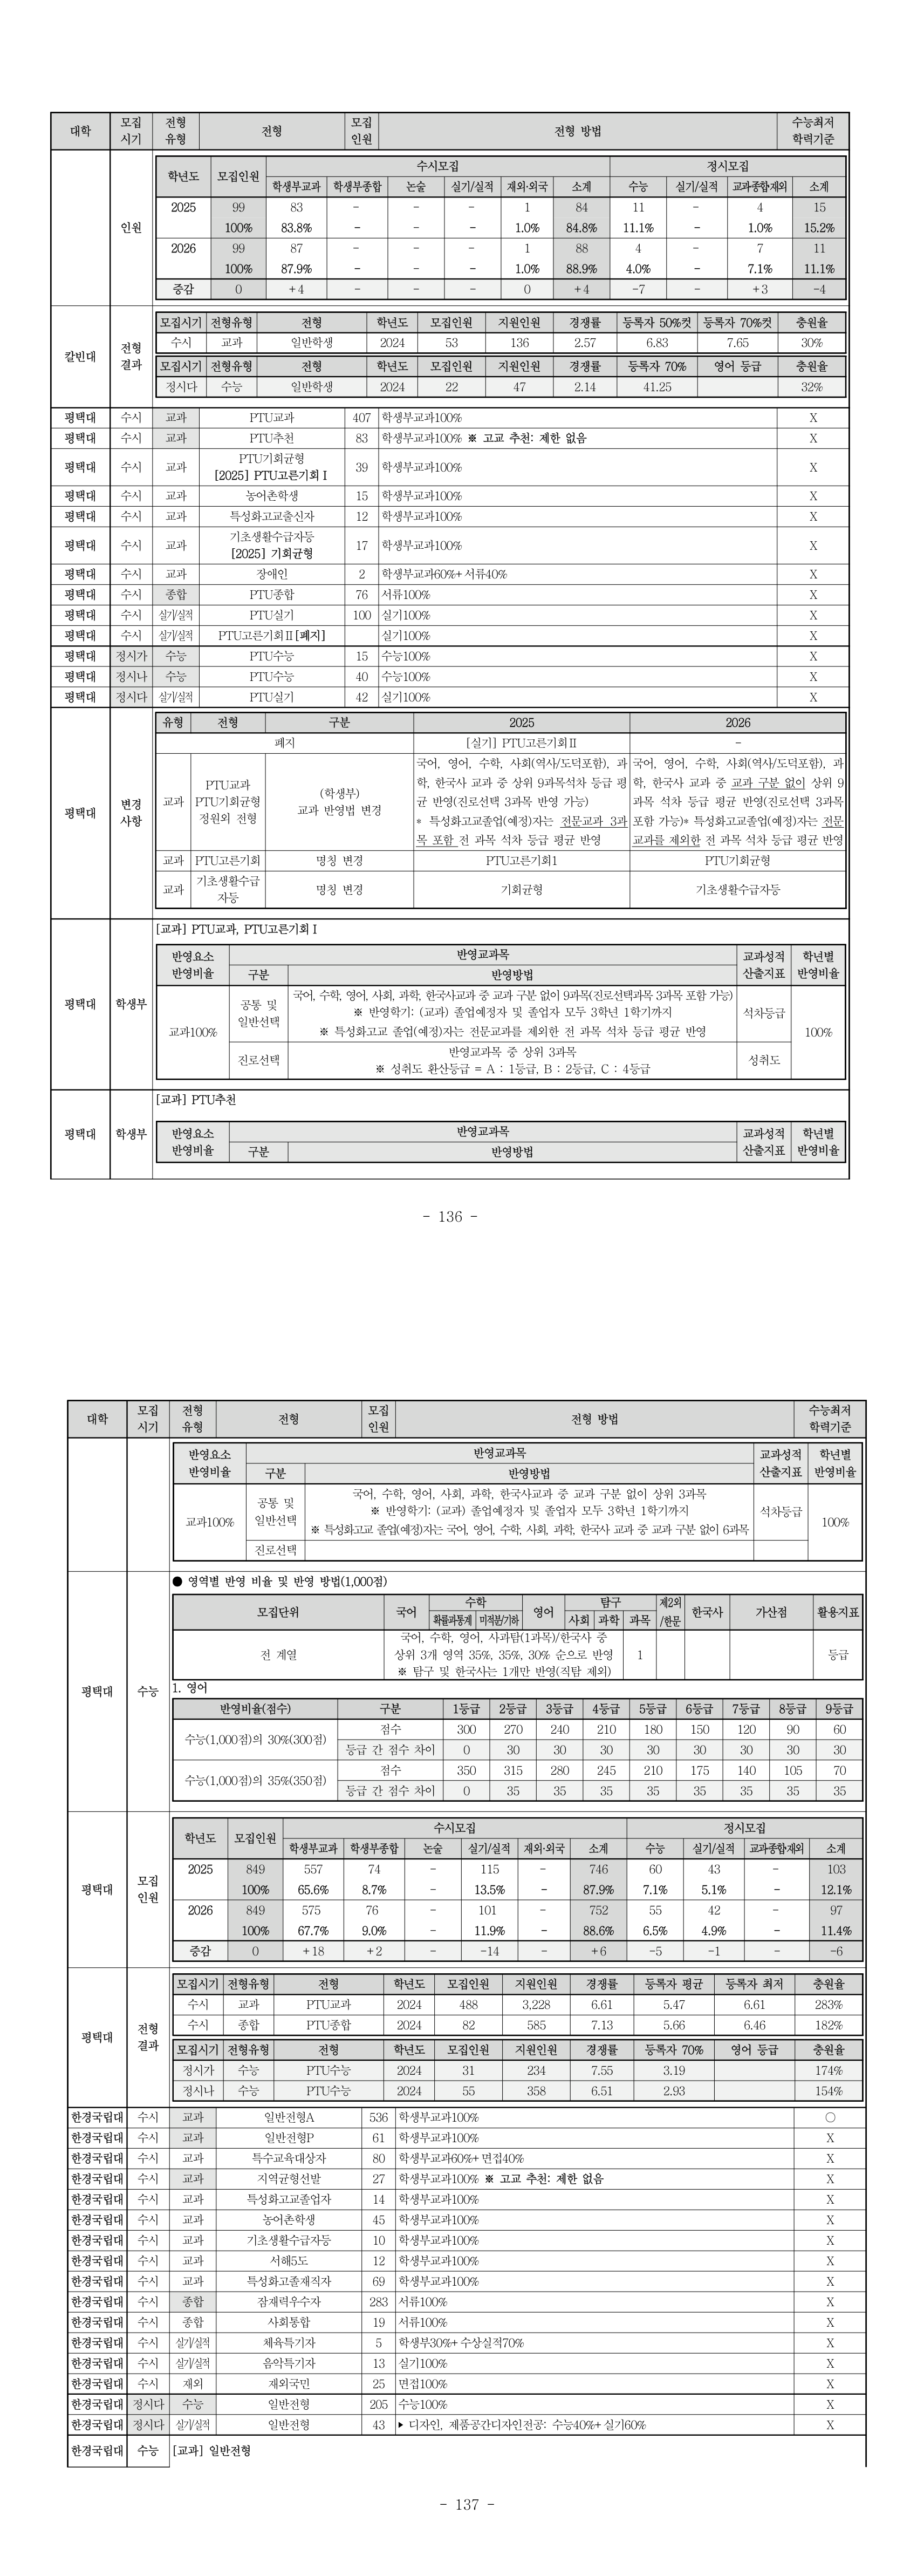 대학 모집시기 전형유형 전형 모집인원 전형 방법 수능최저학력기준
인원
학년도 모집인원 수시모집 정시모집
학생부교과 학생부종합 논술 실기/실적 재외·외국 소계 수능 실기/실적 교과종합재외 소계
2025 99 83 - - - 1 84 11 - 4 15
100% 83.8% - - - 1.0% 84.8% 11.1% - 1.0% 15.2%
2026 99 87 - - - 1 88 4 - 7 11
100% 87.9% - - - 1.0% 88.9% 4.0% - 7.1% 11.1%
증감 0 +4 - - - 0 +4 -7 - +3 -4
칼빈대 전형결과
모집시기 전형유형 전형 학년도 모집인원 지원인원 경쟁률 등록자 50%컷 등록자 70%컷 충원율
수시 교과 일반학생 2024 53 136 2.57 6.83 7.65 30%
모집시기 전형유형 전형 학년도 모집인원 지원인원 경쟁률 등록자 70% 영어 등급 충원율
정시다 수능 일반학생 2024 22 47 2.14 41.25 32%
평택대 수시 교과 PTU교과 407 학생부교과100% X
평택대 수시 교과 PTU추천 83 학생부교과100% ※ 고교 추천: 제한 없음 X
평택대 수시 교과 PTU기회균형 [2025] PTU고른기회Ⅰ 39 학생부교과100% X
평택대 수시 교과 농어촌학생 15 학생부교과100% X
평택대 수시 교과 특성화고교출신자 12 학생부교과100% X
평택대 수시 교과 기초생활수급자등 [2025] 기회균형 17 학생부교과100% X
평택대 수시 교과 장애인 2 학생부교과60%+서류40% X
평택대 수시 종합 PTU종합 76 서류100% X
평택대 수시 실기/실적 PTU실기 100 실기100% X
평택대 수시 실기/실적 PTU고른기회Ⅱ[폐지] 실기100% X
평택대 정시가 수능 PTU수능 15 수능100% X
평택대 정시나 수능 PTU수능 40 수능100% X
평택대 정시다 실기/실적 PTU실기 42 실기100% X
평택대 변경사항
유형 전형 구분 2025 2026
폐지 [실기] PTU고른기회Ⅱ -
교과 PTU교과 PTU기회균형 정원외 전형
(학생부)
교과 반영법 변경
국어, 영어, 수학, 사회(역사/도덕포함), 과
학, 한국사 교과 중 상위 9과목석차 등급 평
균 반영(진로선택 3과목 반영 가능)
* 특성화고교졸업(예정)자는 전문교과 3과
목 포함 전 과목 석차 등급 평균 반영
국어, 영어, 수학, 사회(역사/도덕포함), 과
학, 한국사 교과 중 교과 구분 없이 상위 9
과목 석차 등급 평균 반영(진로선택 3과목
포함 가능)* 특성화고교졸업(예정)자는 전문
교과를 제외한 전 과목 석차 등급 평균 반영
교과 PTU고른기회 명칭 변경 PTU고른기회1 PTU기회균형
교과 기초생활수급자등 명칭 변경 기회균형 기초생활수급자등
평택대 학생부
[교과] PTU교과, PTU고른기회Ⅰ
반영요소 반영비율 반영교과목 교과성적 산출지표 학년별 반영비율
구분 반영방법
교과100% 공통 및 일반선택
국어, 수학, 영어, 사회, 과학, 한국사교과 중 교과 구분 없이 9과목(진로선택과목 3과목 포함 가능)
※ 반영학기: (교과) 졸업예정자 및 졸업자 모두 3학년 1학기까지
※ 특성화고교 졸업(예정)자는 전문교과를 제외한 전 과목 석차 등급 평균 반영
석차등급 100%
진로선택
반영교과목 중 상위 3과목
※ 성취도 환산등급 = A : 1등급, B : 2등급, C : 4등급
성취도
평택대 학생부
[교과] PTU추천
반영요소 반영비율 반영교과목 교과성적 산출지표 학년별 반영비율
구분 반영방법
- 136 -
대학 모집시기 전형유형 전형 모집인원 전형 방법 수능최저학력기준
반영요소 반영비율 반영교과목 교과성적 산출지표 학년별 반영비율
구분 반영방법
교과100% 공통 및 일반선택
국어, 수학, 영어, 사회, 과학, 한국사교과 중 교과 구분 없이 상위 3과목
※ 반영학기: (교과) 졸업예정자 및 졸업자 모두 3학년 1학기까지
※ 특성화고교 졸업(예정)자는 국어, 영어, 수학, 사회, 과학, 한국사 교과 중 교과 구분 없이 6과목
석차등급 100%
진로선택
평택대 수능
● 영역별 반영 비율 및 반영 방법(1,000점)
모집단위 국어 수학 영어 탐구 제2외/한문 한국사 가산점 활용지표
확률과통계 미적분/기하 사회 과학 과목
전 계열
국어, 수학, 영어, 사과탐(1과목)/한국사 중
상위 3개 영역 35%, 35%, 30% 순으로 반영
※ 탐구 및 한국사는 1개만 반영(직탐 제외)
1 등급
1. 영어
반영비율(점수) 구분 1등급 2등급 3등급 4등급 5등급 6등급 7등급 8등급 9등급
수능(1,000점)의 30%(300점) 점수 300 270 240 210 180 150 120 90 60
등급 간 점수 차이 0 30 30 30 30 30 30 30 30
수능(1,000점)의 35%(350점) 점수 350 315 280 245 210 175 140 105 70
등급 간 점수 차이 0 35 35 35 35 35 35 35 35
평택대 모집인원
학년도 모집인원 수시모집 정시모집
학생부교과 학생부종합 논술 실기/실적 재외·외국 소계 수능 실기/실적 교과종합재외 소계
2025 849 557 74 - 115 - 746 60 43 - 103
100% 65.6% 8.7% - 13.5% - 87.9% 7.1% 5.1% - 12.1%
2026 849 575 76 - 101 - 752 55 42 - 97
100% 67.7% 9.0% - 11.9% - 88.6% 6.5% 4.9% - 11.4%
증감 0 +18 +2 - -14 - +6 -5 -1 - -6
평택대 전형결과
모집시기 전형유형 전형 학년도 모집인원 지원인원 경쟁률 등록자 평균 등록자 최저 충원율
수시 교과 PTU교과 2024 488 3,228 6.61 5.47 6.61 283%
수시 종합 PTU종합 2024 82 585 7.13 5.66 6.46 182%
모집시기 전형유형 전형 학년도 모집인원 지원인원 경쟁률 등록자 70% 영어 등급 충원율
정시가 수능 PTU수능 2024 31 234 7.55 3.19 174%
정시나 수능 PTU수능 2024 55 358 6.51 2.93 154%
한경국립대 수시 교과 일반전형A 536 학생부교과100% ○
한경국립대 수시 교과 일반전형P 61 학생부교과100% X
한경국립대 수시 교과 특수교육대상자 80 학생부교과60%+면접40% X
한경국립대 수시 교과 지역균형선발 27 학생부교과100% ※ 고교 추천: 제한 없음 X
한경국립대 수시 교과 특성화고교졸업자 14 학생부교과100% X
한경국립대 수시 교과 농어촌학생 45 학생부교과100% X
한경국립대 수시 교과 기초생활수급자등 10 학생부교과100% X
한경국립대 수시 교과 서해5도 12 학생부교과100% X
한경국립대 수시 교과 특성화고졸재직자 69 학생부교과100% X
한경국립대 수시 종합 잠재력우수자 283 서류100% X
한경국립대 수시 종합 사회통합 19 서류100% X
한경국립대 수시 실기/실적 체육특기자 5 학생부30%+수상실적70% X
한경국립대 수시 실기/실적 음악특기자 13 실기100% X
한경국립대 수시 재외 재외국민 25 면접100% X
한경국립대 정시다 수능 일반전형 205 수능100% X
한경국립대 정시다 실기/실적 일반전형 43 ▶ 디자인, 제품공간디자인전공: 수능40%+실기60% X
한경국립대 수능 [교과] 일반전형
- 137 -